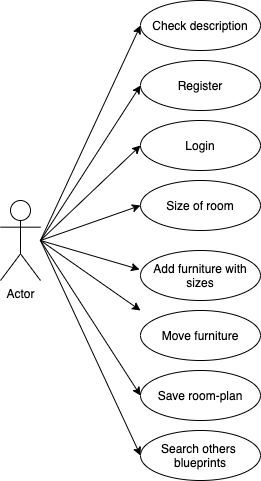 Check description
Register
Login
Size of room
Add furniture with
sizes
Actor
Move furniture
Save room-plan
Search others
blueprints